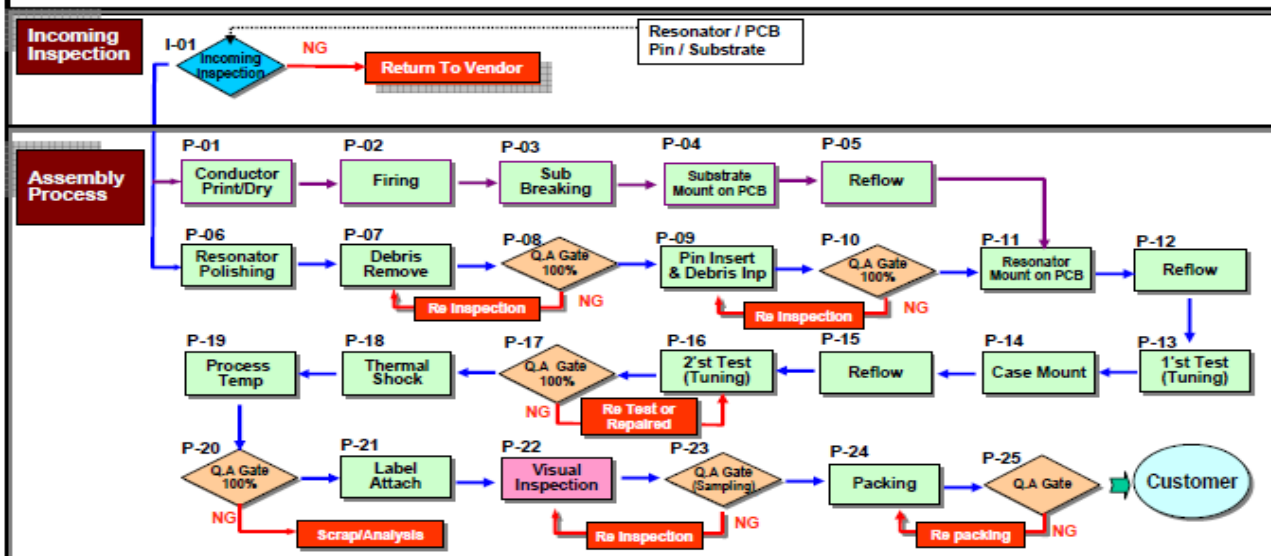 Incoming
Inspection
I-01
Incoming
Inspection
NG
Return To Vendor
Resonator / PCB
Pin / Substrate
Assembly
Process
P-01
Conductor
Print/Dry
P-02
Firing
P-03
Sub
Breaking
P-04
Substrate
Mount on PCB
P-05
Reflow
P-06
Resonator
Polishing
P-07
Debris
Remove
P-08
Q.A Gate
100%
NG
Re Inspection
P-09
Pin Insert
& Debris Inp
P-10
Q.A Gate
100%
NG
Re Inspection
P-11
Resonator
Mount on PCB
P-12
Reflow
P-19
Process
Temp
P-18
Thermal
Shock
P-17
Q.A Gate
100%
NG
Re Test or
Repaired
P-16
2'st Test
(Tuning)
P-15
Reflow
P-14
Case Mount
P-13
1'st Test
(Tuning)
P-20
Q.A Gate
100%
NG
Scrap/Analysis
P-21
Label
Attach
P-22
Visual
Inspection
P-23
Q.A Gate
(Sampling)
NG
Re Inspection
P-24
Packing
P-25
Q.A Gate
NG
Re packing
Customer